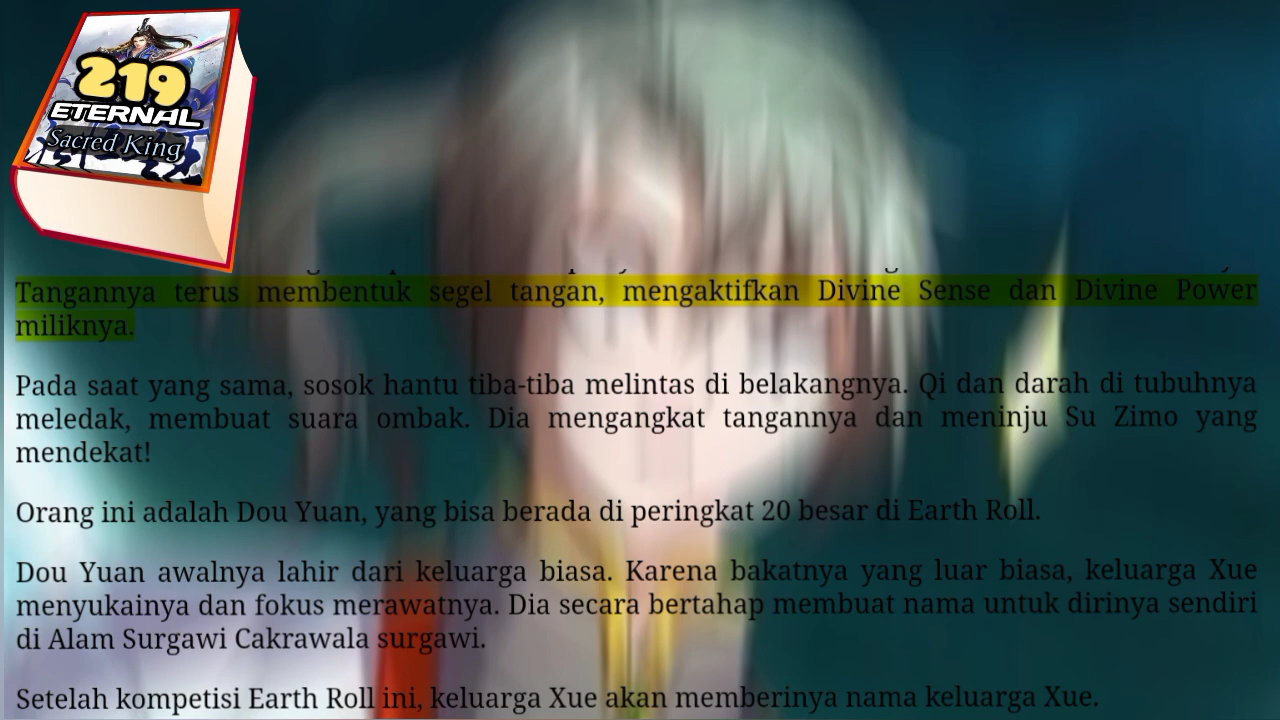 219
ETERNAL
Sacred King
Tangannya terus membentuk segel tangan, mengaktifkan Divine Sense dan Divine Power
miliknya.
Pada saat yang sama, sosok hantu tiba-tiba melintas di belakangnya. Qi dan darah di tubuhnya
meledak, membuat suara ombak. Dia mengangkat tangannya dan meninju Su Zimo yang
mendekat!
Orang ini adalah Dou Yuan, yang bisa berada di peringkat 20 besar di Earth Roll.
Dou Yuan awalnya lahir dari keluarga biasa. Karena bakatnya yang luar biasa, keluarga Xue
menyukainya dan fokus merawatnya. Dia secara bertahap membuat nama untuk dirinya sendiri
di Alam Surgawi Cakrawala surgawi.
Setelah kompetisi Earth Roll ini, keluarga Xue akan memberinya nama keluarga Xue.